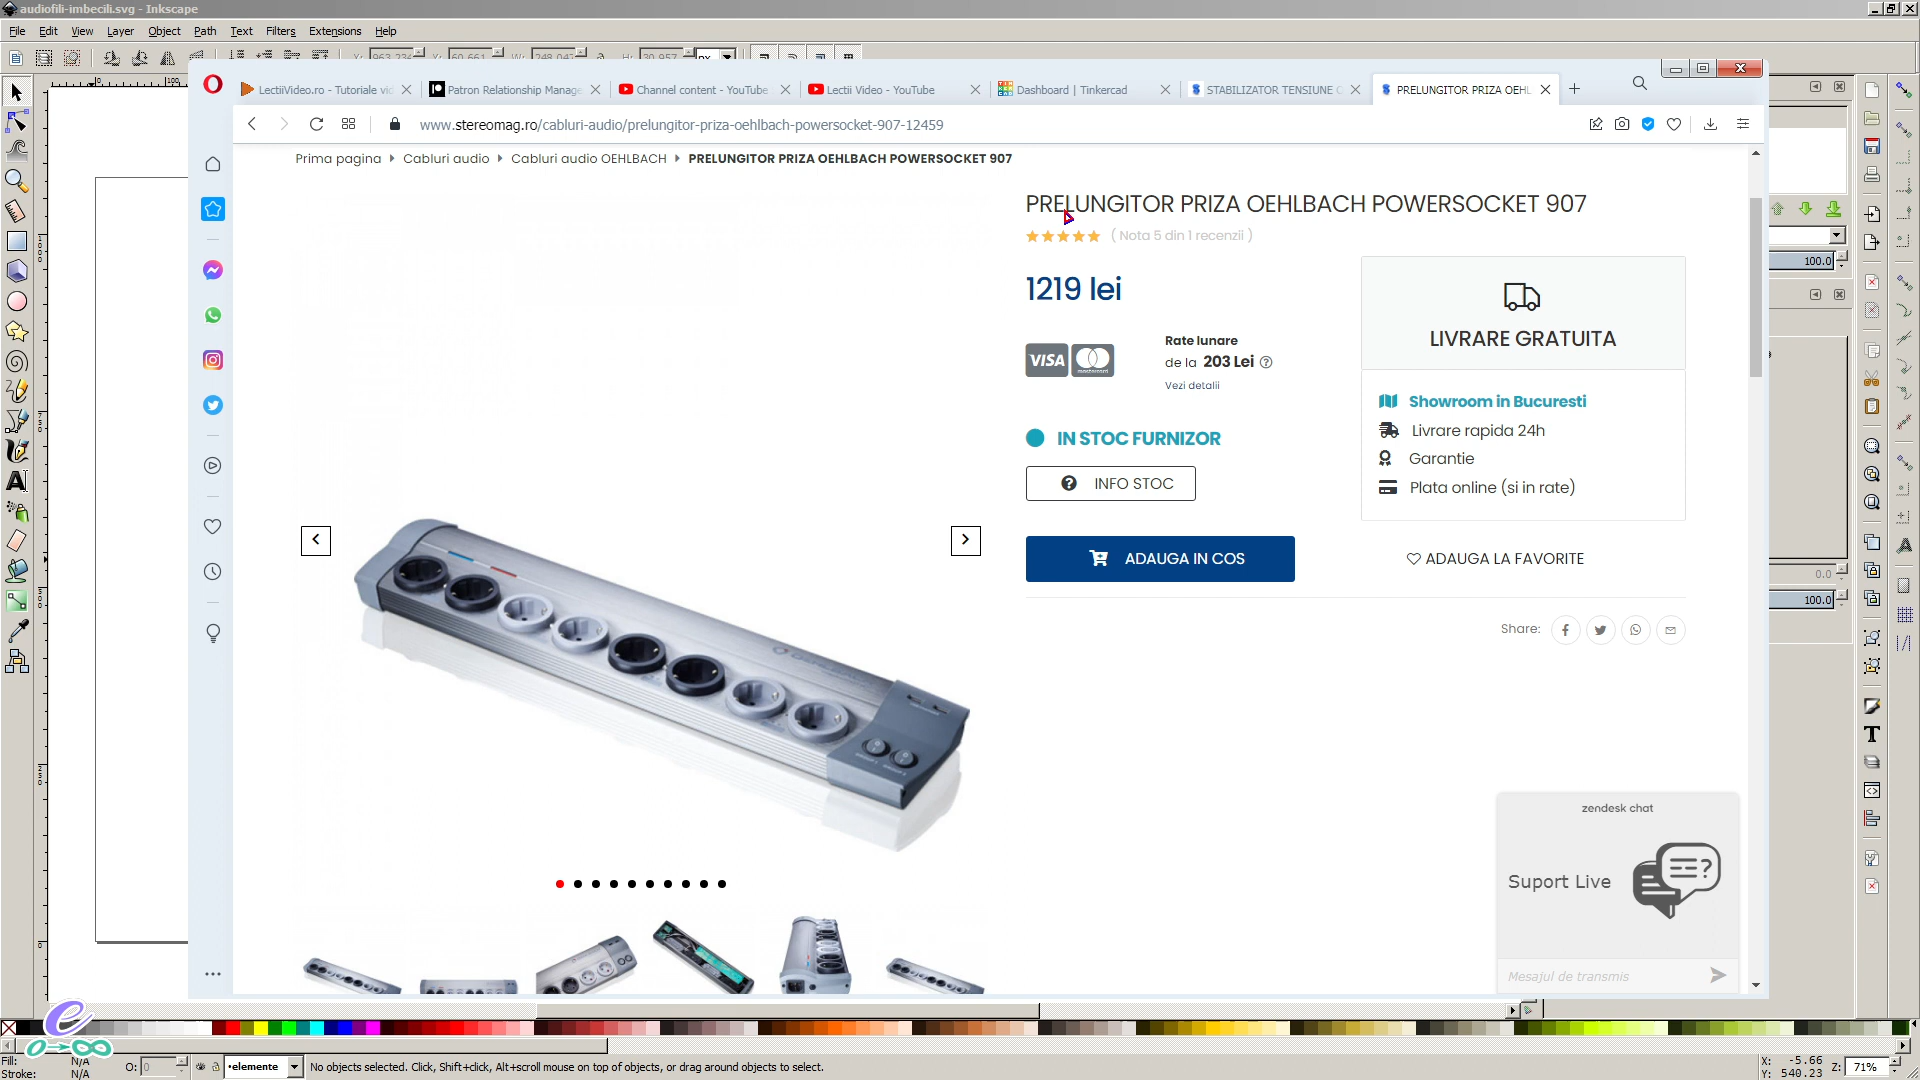 audiofili-imbecili.svg - Inkscape
File Edit View Layer Object Path Text Filters Extensions Help
LectiiVideo.ro - Tutoriale vid
Patron Relationship Manage
Channel content - YouTube
Lectii Video - YouTube
Dashboard | Tinkercad
STABILIZATOR TENSIUNE
PRELUNGITOR PRIZA OEHL
www.stereomag.ro/cabluri-audio/prelungitor-priza-oehlbach-powersocket-907-12459
Prima pagina Cabluri audio Cabluri audio OEHLBACH PRELUNGITOR PRIZA OEHLBACH POWERSOCKET 907
PRELUNGITOR PRIZA OEHLBACH POWERSOCKET 907
( Nota 5 din 1 recenzii )
1219 lei
VISA mastercard
Rate lunare
de la 203 Lei
Vezi detalii
LIVRARE GRATUITA
Showroom in Bucuresti
Livrare rapida 24h
Garantie
Plata online (si in rate)
IN STOC FURNIZOR
INFO STOC
ADAUGA IN COS
ADAUGA LA FAVORITE
Share:
zendesk chat
Suport Live
Mesajul de transmis
100.0
0.0
100.0
Fill: N/A
Stroke: N/A
O: 0
•elemente
No objects selected. Click, Shift+click, Alt+scroll mouse on top of objects, or drag around objects to select.
X: -5.66
Y: 540.23
Z: 71%